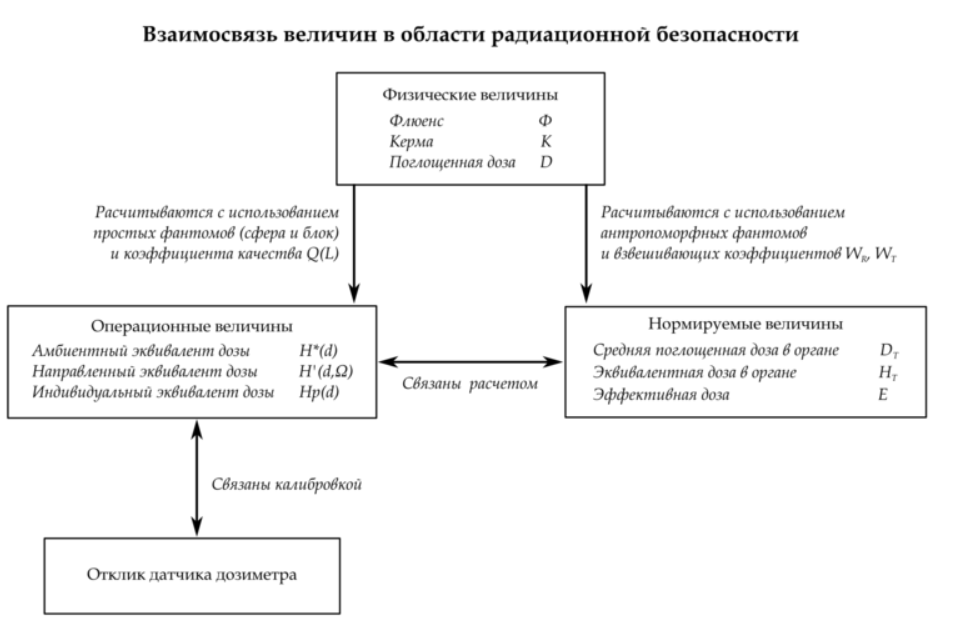 Взаимосвязь величин в области радиационной безопасности
Физические величины
Флюенс Ф
Керма K
Поглощенная доза D
Расчитываются с использованием
простых фантомов (сфера и блок)
и коэффициента качества Q(L)
Расчитываются с использованием
антропоморфных фантомов
и взвешивающих коэффициентов W_R, W_T
Операционные величины
Амбиентный эквивалент дозы H*(d)
Направленный эквивалент дозы H'(d,Ω)
Индивидуальный эквивалент дозы Hp(d)
Связаны расчетом
Нормируемые величины
Средняя поглощенная доза в органе D_T
Эквивалентная доза в органе H_T
Эффективная доза E
Связаны калибровкой
Отклик датчика дозиметра